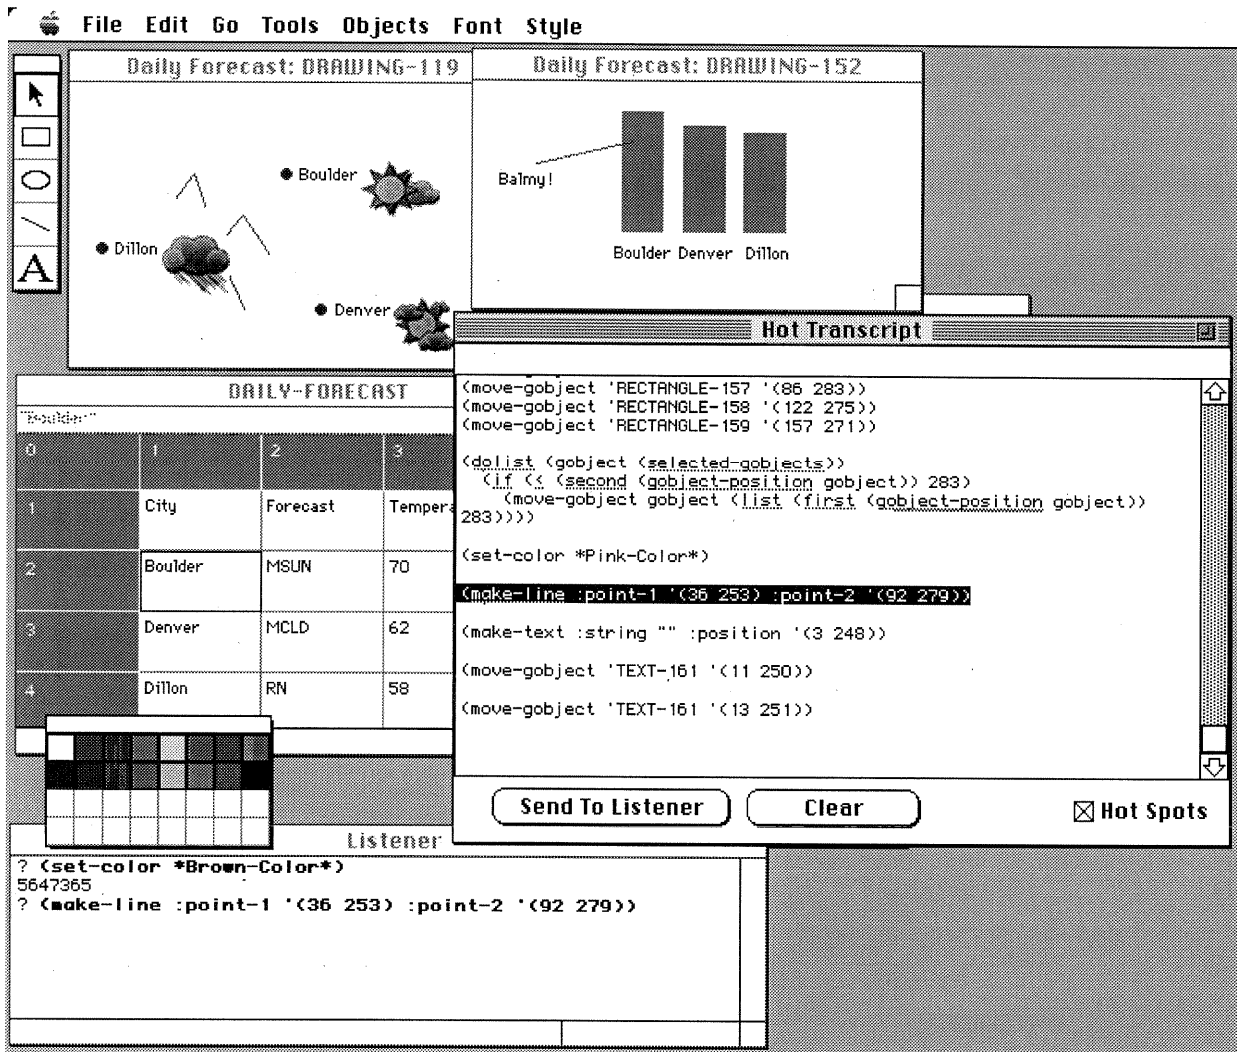 File Edit Go Tools Objects Font Style
Daily Forecast: DRAWING-119
Boulder
Dillon
Denver
A
Daily Forecast: DRAWING-152
Balmy!
Boulder Denver Dillon
DAILY-FORECAST
"Boulder"
0 1 2 3
1 City Forecast Tempera
2 Boulder MSUN 70
3 Denver MCLD 62
4 Dillon RN 58
Hot Transcript
(move-gobject 'RECTANGLE-157 '(86 283))
(move-gobject 'RECTANGLE-158 '(122 275))
(move-gobject 'RECTANGLE-159 '(157 271))
(dolist (gobject (selected-gobjects))
(if (< (second (gobject-position gobject)) 283)
(move-gobject gobject (list (first (gobject-position gobject))
283))))
(set-color *Pink-Color*)
(make-line :point-1 '(36 253) :point-2 '(92 279))
(make-text :string "" :position '(3 248))
(move-gobject 'TEXT-161 '(11 250))
(move-gobject 'TEXT-161 '(13 251))
Send To Listener Clear Hot Spots
Listener
? (set-color *Brown-Color*)
5647365
? (make-line :point-1 '(36 253) :point-2 '(92 279))